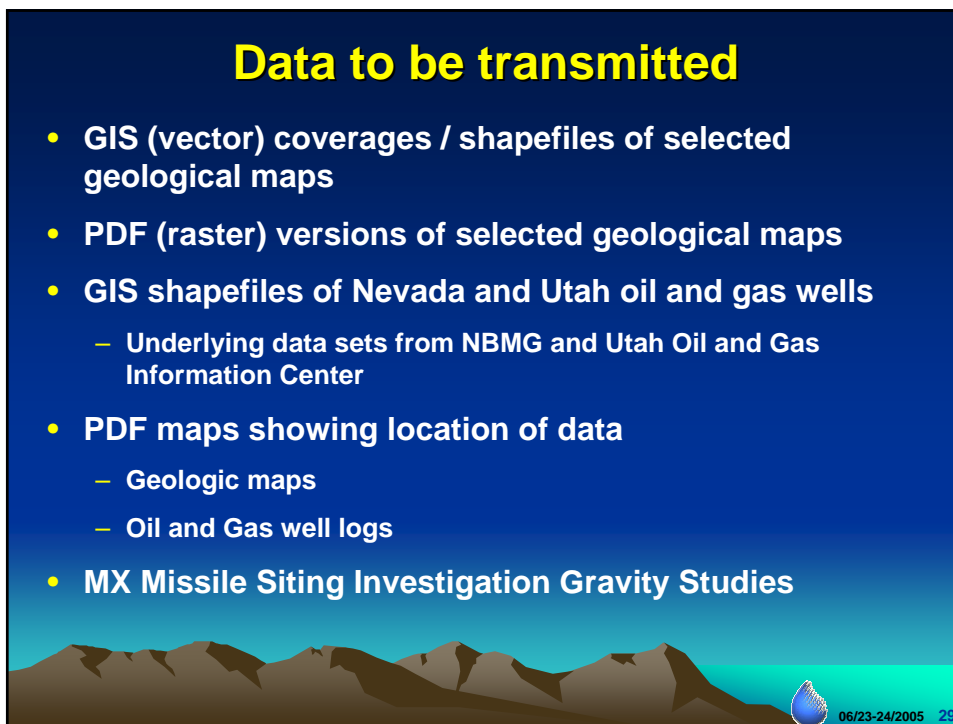 Data to be transmitted
• GIS (vector) coverages / shapefiles of selected
geological maps
• PDF (raster) versions of selected geological maps
• GIS shapefiles of Nevada and Utah oil and gas wells
– Underlying data sets from NBMG and Utah Oil and Gas
Information Center
• PDF maps showing location of data
– Geologic maps
– Oil and Gas well logs
• MX Missile Siting Investigation Gravity Studies
06/23-24/2005 29